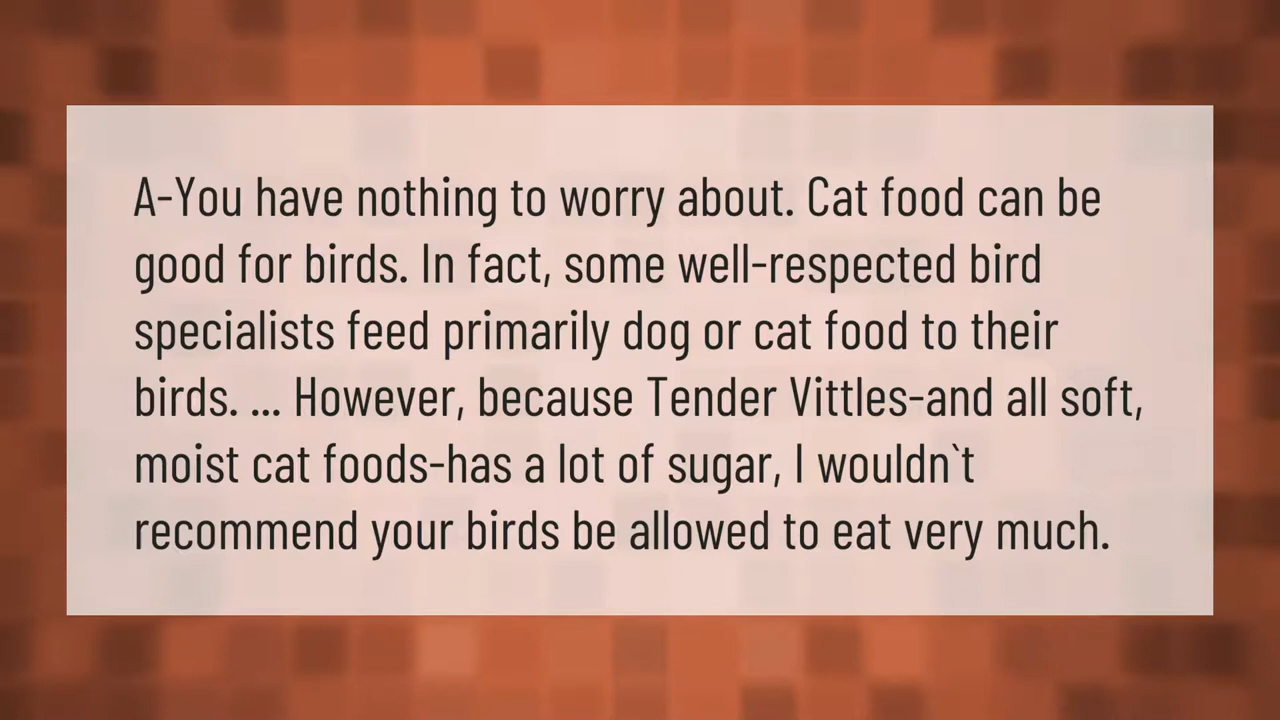 A-You have nothing to worry about. Cat food can be
good for birds. In fact, some well-respected bird
specialists feed primarily dog or cat food to their
birds. ... However, because Tender Vittles-and all soft,
moist cat foods-has a lot of sugar, I wouldn`t
recommend your birds be allowed to eat very much.